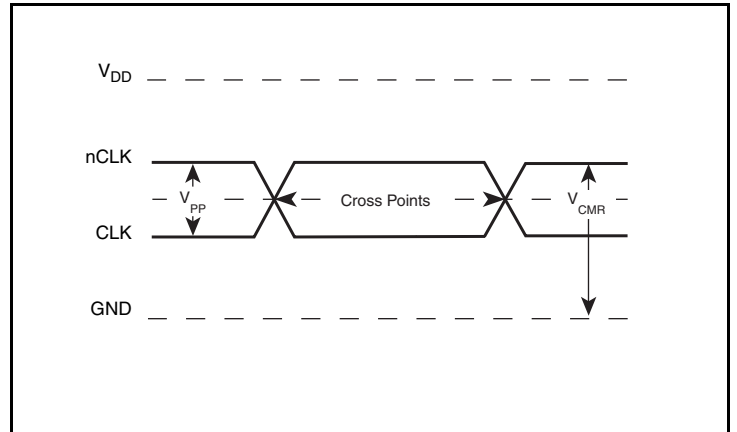 VDD
nCLK
VPP
Cross Points
VCMR
CLK
GND